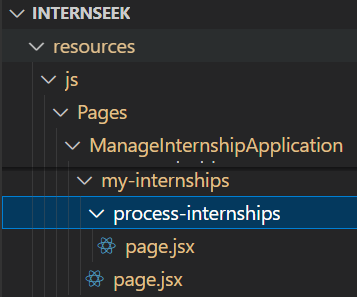 INTERNSEEK
resources
js
Pages
ManageInternshipApplication
my-internships
process-internships
page.jsx
page.jsx